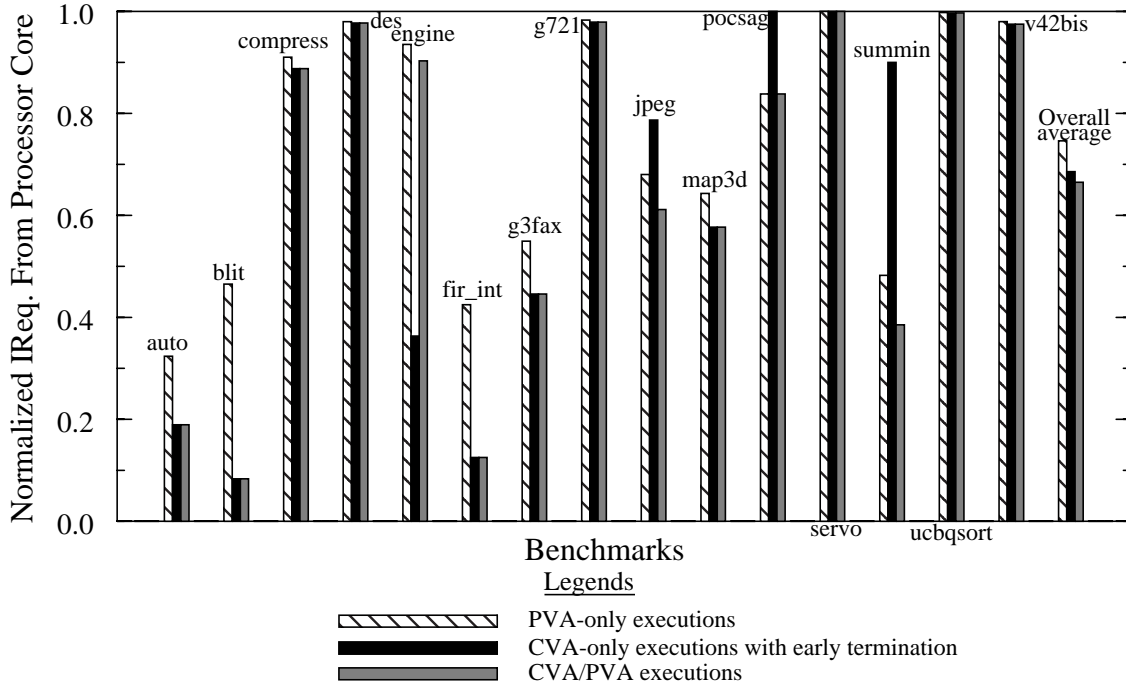 Normalized IReq. From Processor Core
1.0
0.8
0.6
0.4
0.2
0.0
auto
blit
compress
des
engine
fir_int
g3fax
g721
jpeg
map3d
pocsag
servo
summin
ucbqsort
v42bis
Overall
average
Benchmarks
Legends
PVA-only executions
CVA-only executions with early termination
CVA/PVA executions